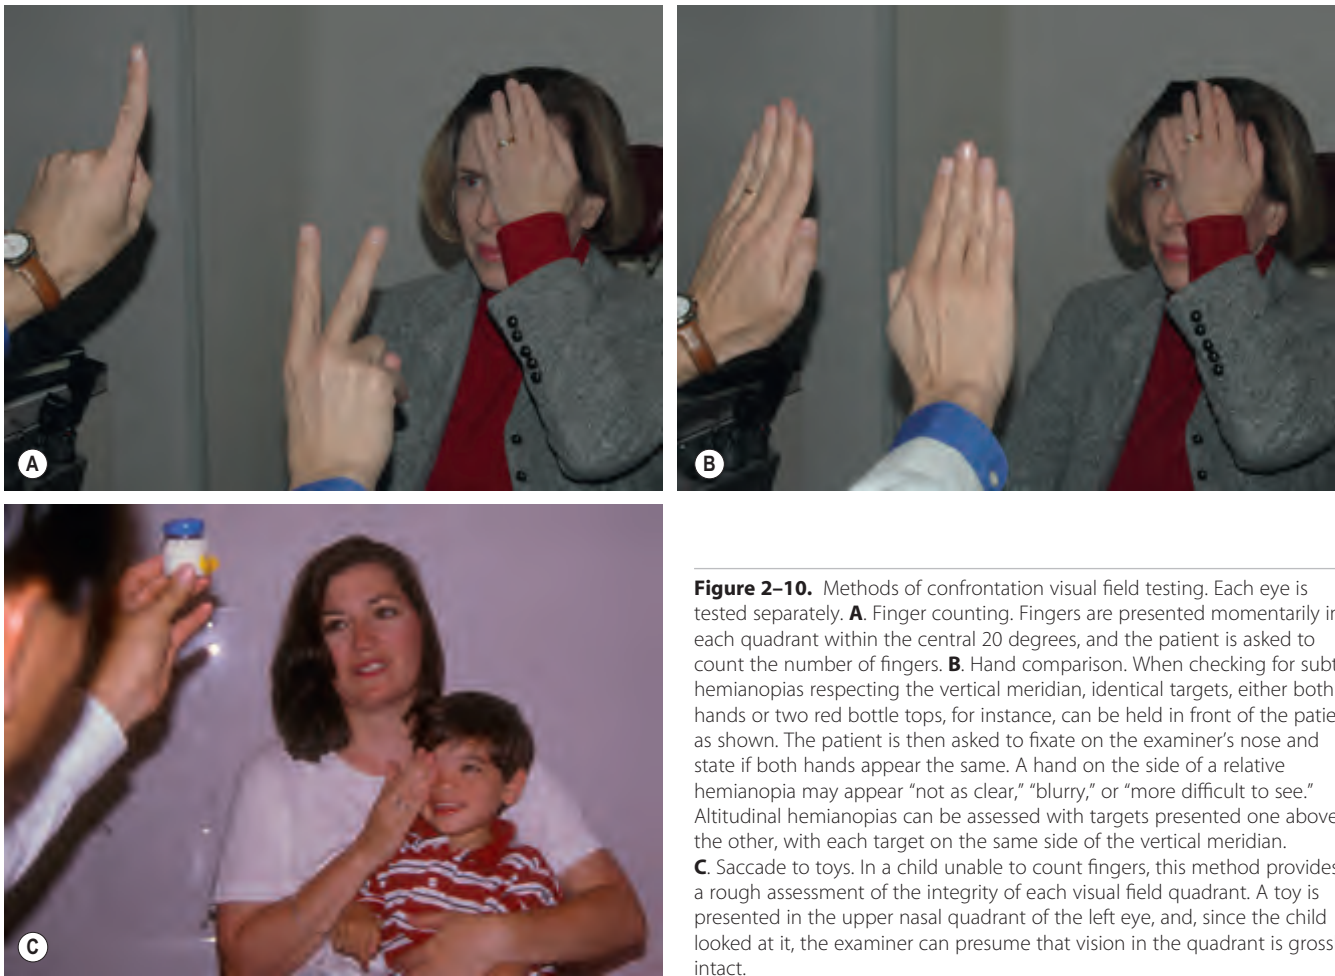 A
B
C
Figure 2–10. Methods of confrontation visual field testing. Each eye is
tested separately. A. Finger counting. Fingers are presented momentarily in
each quadrant within the central 20 degrees, and the patient is asked to
count the number of fingers. B. Hand comparison. When checking for subt
hemianopias respecting the vertical meridian, identical targets, either both
hands or two red bottle tops, for instance, can be held in front of the patie
as shown. The patient is then asked to fixate on the examiner's nose and
state if both hands appear the same. A hand on the side of a relative
hemianopia may appear “not as clear,” “blurry,” or “more difficult to see.”
Altitudinal hemianopias can be assessed with targets presented one above
the other, with each target on the same side of the vertical meridian.
C. Saccade to toys. In a child unable to count fingers, this method provides
a rough assessment of the integrity of each visual field quadrant. A toy is
presented in the upper nasal quadrant of the left eye, and, since the child
looked at it, the examiner can presume that vision in the quadrant is gross
intact.